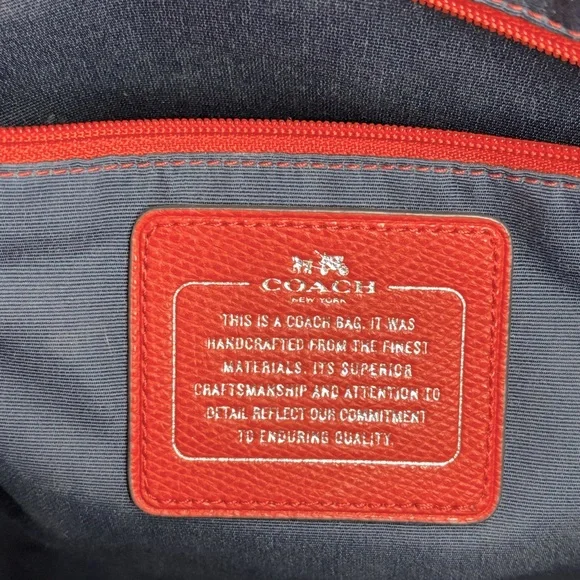 COACH
NEW YORK
THIS IS A COACH BAG. IT WAS
HANDCRAFTED FROM THE FINEST
MATERIALS. ITS SUPERIOR
CRAFTSMANSHIP AND ATTENTION TO
DETAIL REFLECT OUR COMMITMENT
TO ENDURING QUALITY.